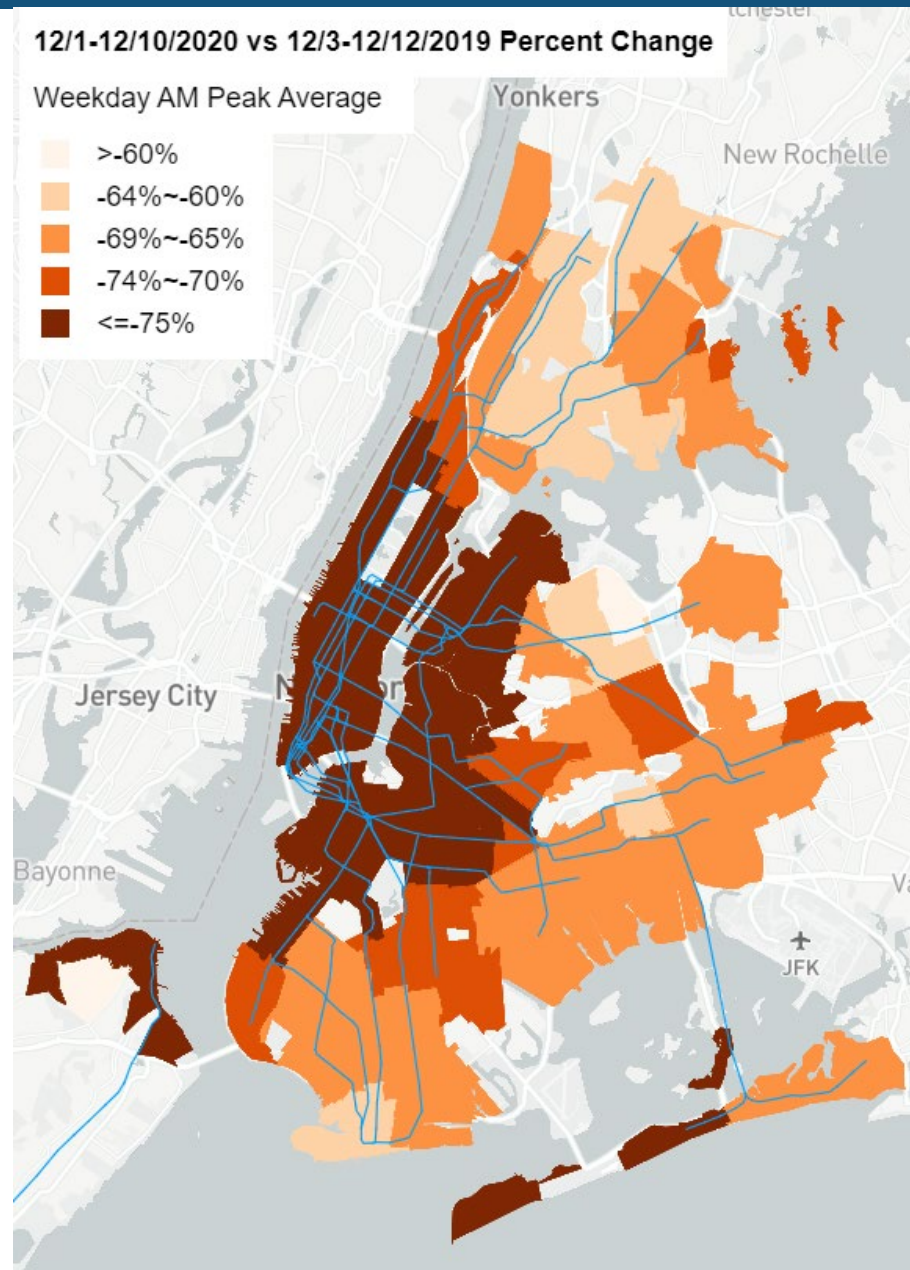 tchester
12/1-12/10/2020 vs 12/3-12/12/2019 Percent Change
Weekday AM Peak Average
Yonkers
>-60%
New Rochelle
-64%~-60%
-69%~-65%
-74%~-70%
<=-75%
Jersey City
Bayonne
JFK